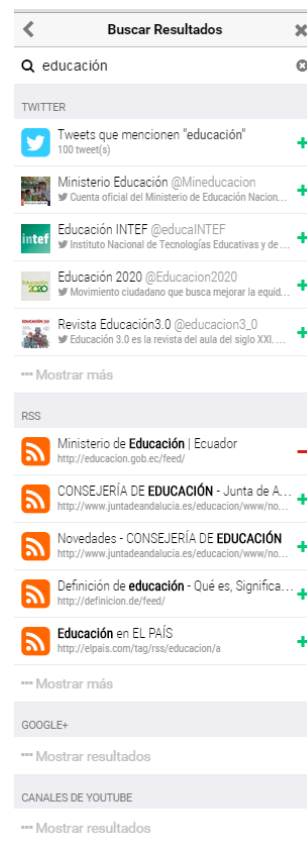 Buscar Resultados
educación
TWITTER
Tweets que mencionen "educación"
100 tweet(s)
Ministerio Educación @Mineducacion
Cuenta oficial del Ministerio de Educación Nacion...
intef
Educación INTEF @educaINTEF
Instituto Nacional de Tecnologías Educativas y de ...
Educación 2020 @Educacion2020
Movimiento ciudadano que busca mejorar la equid...
Revista Educación3.0 @educacion3_0
Educación 3.0 es la revista del aula del siglo XXI. ...
Mostrar más
RSS
Ministerio de Educación | Ecuador
http://educacion.gob.ec/feed/
CONSEJERÍA DE EDUCACIÓN - Junta de A...
http://www.juntadeandalucia.es/educacion/www/no...
Novedades - CONSEJERÍA DE EDUCACIÓN
http://www.juntadeandalucia.es/educacion/www/no...
Definición de educación - Qué es, Significa...
http://definicion.de/feed/
Educación en EL PAÍS
http://elpais.com/tag/rss/educacion/a
Mostrar más
GOOGLE+
Mostrar resultados
CANALES DE YOUTUBE
Mostrar resultados